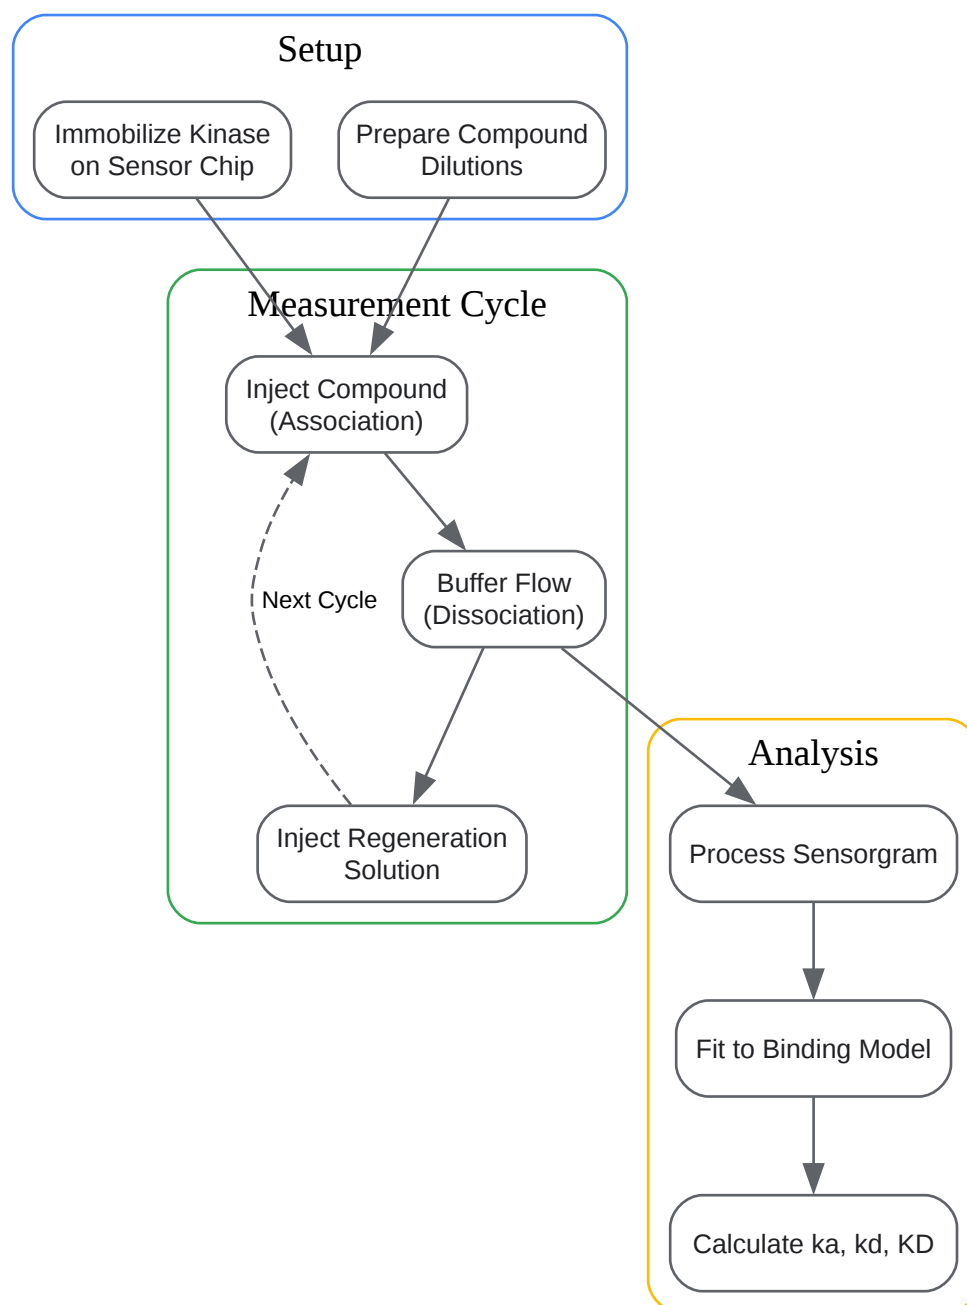 Setup
Immobilize Kinase
on Sensor Chip
Prepare Compound
Dilutions
Measurement Cycle
Inject Compound
(Association)
Buffer Flow
(Dissociation)
Next Cycle
Inject Regeneration
Solution
Analysis
Process Sensorgram
Fit to Binding Model
Calculate ka, kd, KD